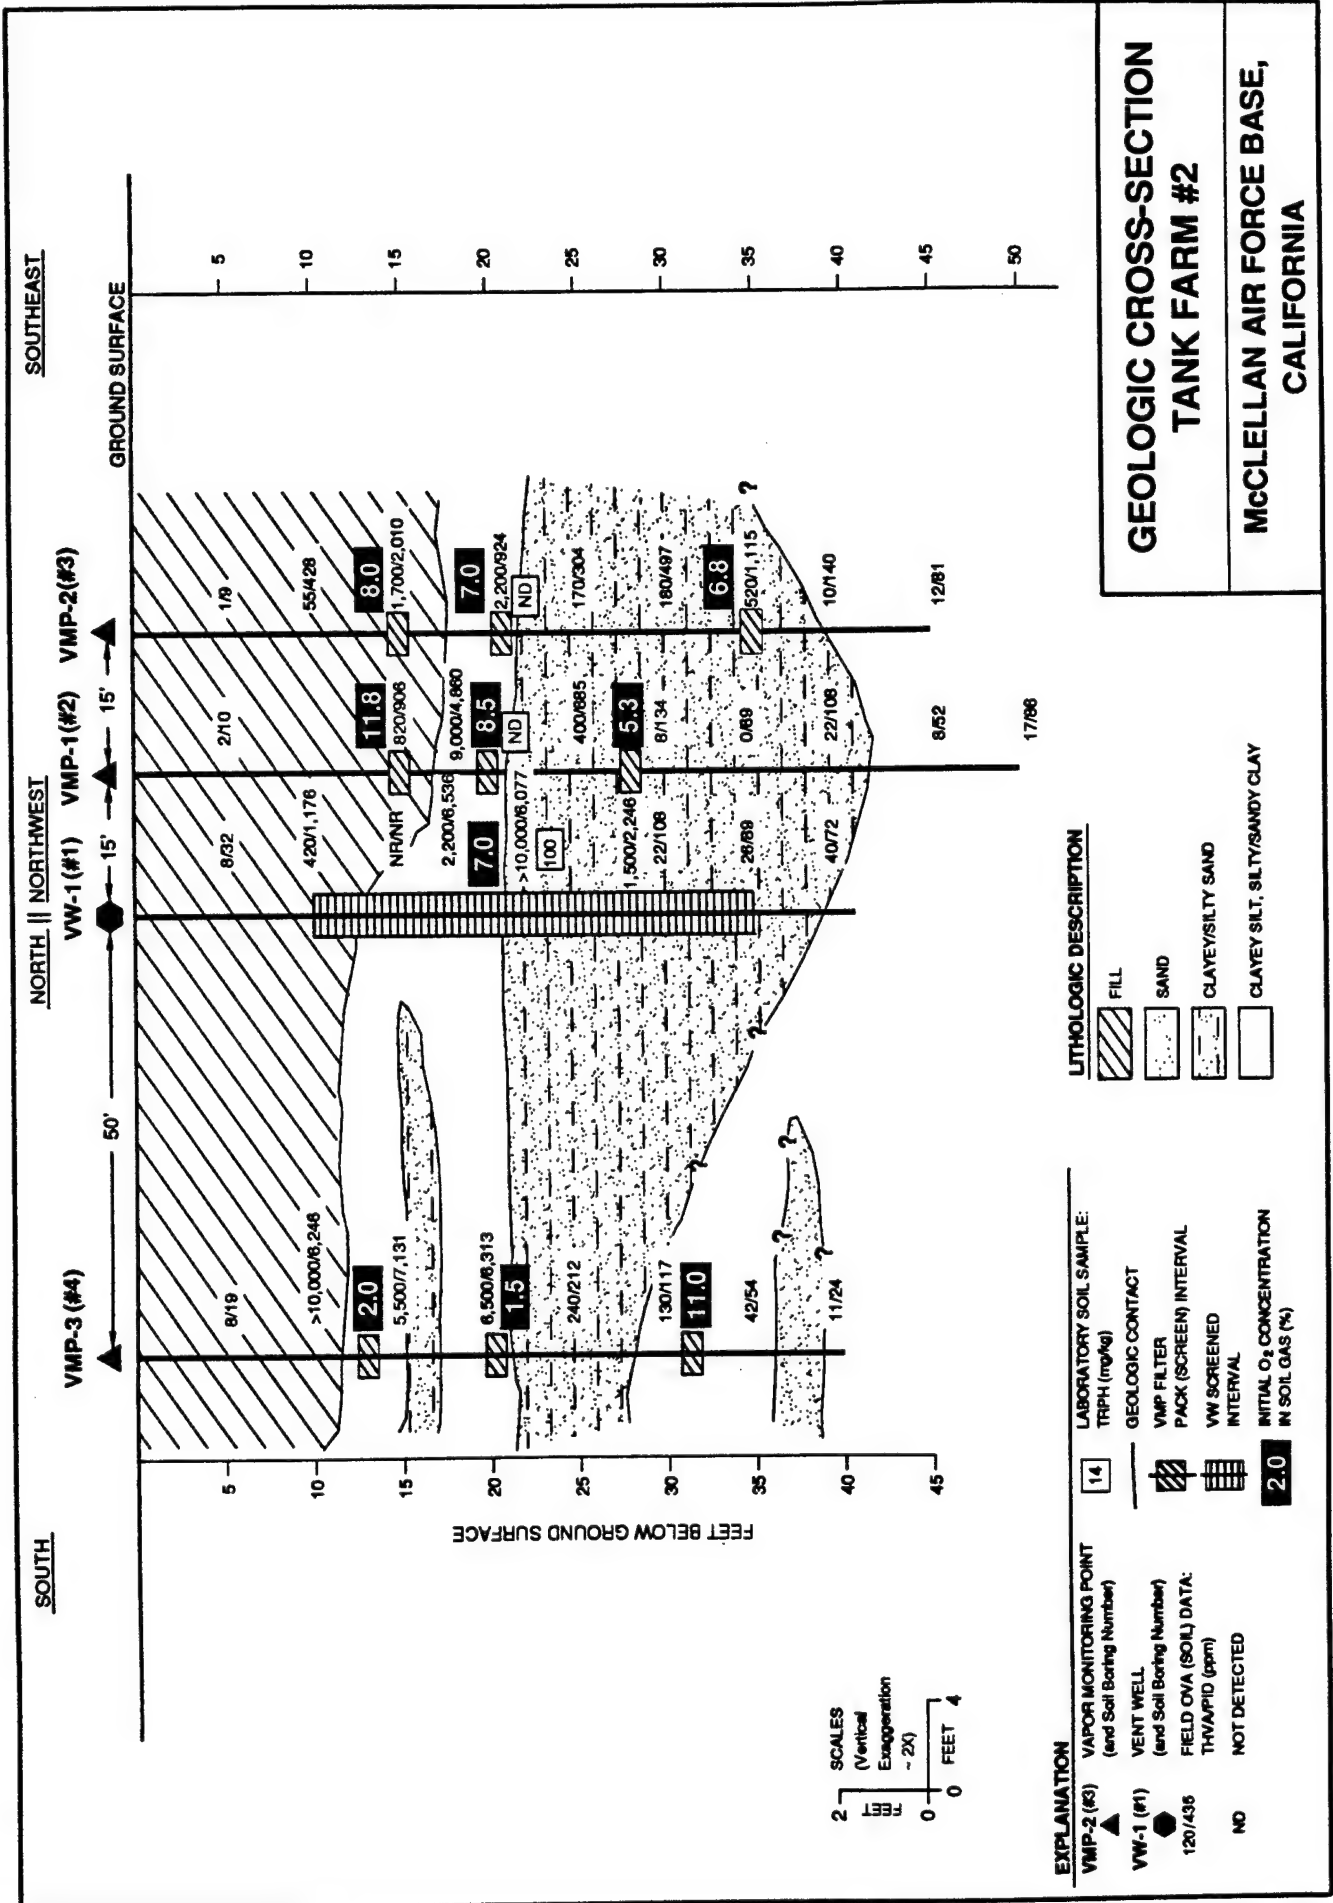 SOUTH
NORTH || NORTHWEST
SOUTHEAST
VMP-3 (#4)
VW-1 (#1)
VMP-1 (#2)
VMP-2 (#3)
50'
15'
15'
GROUND SURFACE
FEET BELOW GROUND SURFACE
5
10
15
20
25
30
35
40
45
8/19
>10,000/6,246
2.0
5,500/7,131
6,500/6,313
1.5
240/212
130/117
11.0
42/54
11/24
8/32
420/1,176
NR/NR
2,200/6,536
7.0
>10,000/6,077
100
1,500/2,246
22/108
26/89
40/72
2/10
11.8
820/906
9,000/4,860
8.5
ND
400/685
5.3
8/134
0/89
22/108
8/52
17/86
1/9
55/428
8.0
1,700/2,010
7.0
2,200/924
ND
170/304
180/497
6.8
520/1,115
10/140
12/81
5
10
15
20
25
30
35
40
45
50
?
?
?
?
?
?
SCALES
(Vertical
Exaggeration
~ 2X)
2
FEET
0
0
FEET
4
EXPLANATION
VMP-2 (#3) VAPOR MONITORING POINT
(and Soil Boring Number)
VW-1 (#1) VENT WELL
(and Soil Boring Number)
120/435 FIELD OVA (SOIL) DATA:
THVA/PID (ppm)
ND NOT DETECTED
14 LABORATORY SOIL SAMPLE:
TRPH (mg/kg)
GEOLOGIC CONTACT
VMP FILTER
PACK (SCREEN) INTERVAL
VW SCREENED
INTERVAL
2.0 INITIAL O₂ CONCENTRATION
IN SOIL GAS (%)
LITHOLOGIC DESCRIPTION
FILL
SAND
CLAYEY/SILTY SAND
CLAYEY SILT, SILTY/SANDY CLAY
GEOLOGIC CROSS-SECTION
TANK FARM #2
McCLELLAN AIR FORCE BASE,
CALIFORNIA